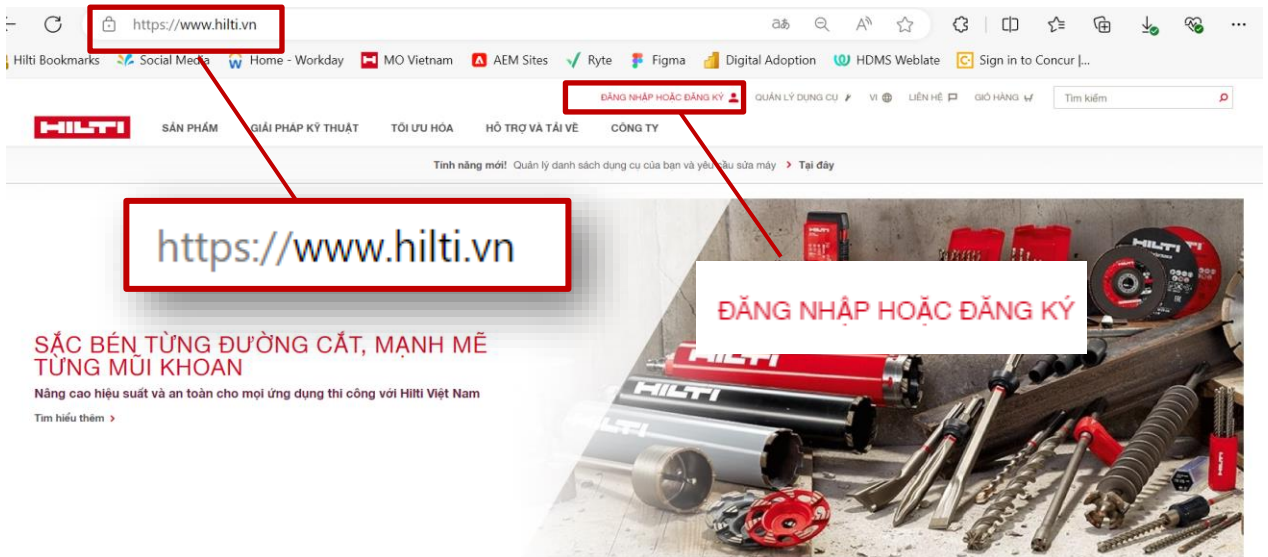 https://www.hilti.vn
Hilti Bookmarks Social Media Home - Workday MO Vietnam AEM Sites Ryte Figma Digital Adoption HDMS Weblate Sign in to Concur |...
ĐĂNG NHẬP HOẶC ĐĂNG KÝ QUẢN LÝ DỤNG CỤ VI LIÊN HỆ GIỎ HÀNG Tìm kiếm
HILTI SẢN PHẨM GIẢI PHÁP KỸ THUẬT TỐI ƯU HÓA HỖ TRỢ VÀ TẢI VỀ CÔNG TY
Tính năng mới! Quản lý danh sách dụng cụ của bạn và yêu cầu sửa máy Tại đây
https://www.hilti.vn
ĐĂNG NHẬP HOẶC ĐĂNG KÝ
SẮC BÉN TỪNG ĐƯỜNG CẮT, MẠNH MẼ
TỪNG MŨI KHOAN
Nâng cao hiệu suất và an toàn cho mọi ứng dụng thi công với Hilti Việt Nam
Tìm hiểu thêm
HILTI
HILTI
HILTI
HILTI